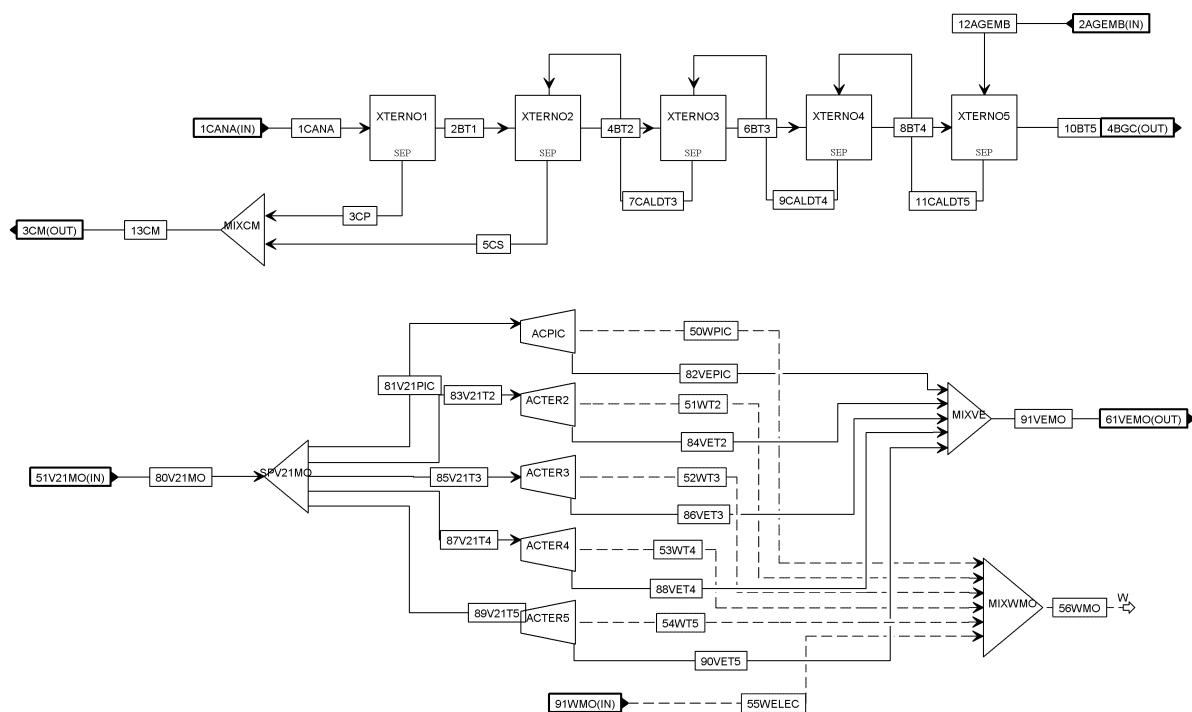 12AGEMB 2AGEMB(IN)
XTERNO1 XTERNO2 XTERNO3 XTERNO4 XTERNO5
1CANA(IN) 1CANA 2BT1 4BT2 6BT3 8BT4 10BT5 4BGC(OUT)
SEP SEP SEP SEP SEP
7CALDT3 9CALDT4 11CALDT5
3CP
MIXCM
3CM(OUT) 13CM
5CS
ACPIC 50WPIC
82VEPIC
81V21PIC 83V21T2 ACTER2 51WT2
MIXVE 91VEMO 61VEMO(OUT)
84VET2
51V21MO(IN) 80V21MO SPV21MO 85V21T3 ACTER3 52WT3
86VET3
87V21T4 ACTER4 53WT4
88VET4
MIXWMO 56WMO W
89V21T5 ACTER5 54WT5
90VET5
91WMO(IN) 55WELEC